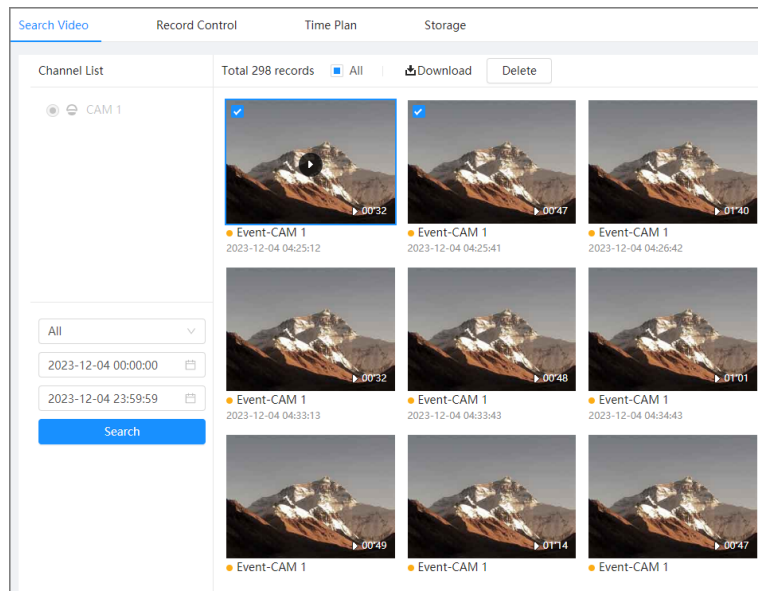 Search Video Record Control Time Plan Storage
Channel List
Total 298 records All Download Delete
CAM 1
00'32 00'47 01'40
Event-CAM 1 Event-CAM 1 Event-CAM 1
2023-12-04 04:25:12 2023-12-04 04:25:41 2023-12-04 04:26:42
All
2023-12-04 00:00:00
2023-12-04 23:59:59
Search
00'32 00'48 01'01
Event-CAM 1 Event-CAM 1 Event-CAM 1
2023-12-04 04:33:13 2023-12-04 04:33:43 2023-12-04 04:34:43
00'49 01'14 00'47
Event-CAM 1 Event-CAM 1 Event-CAM 1